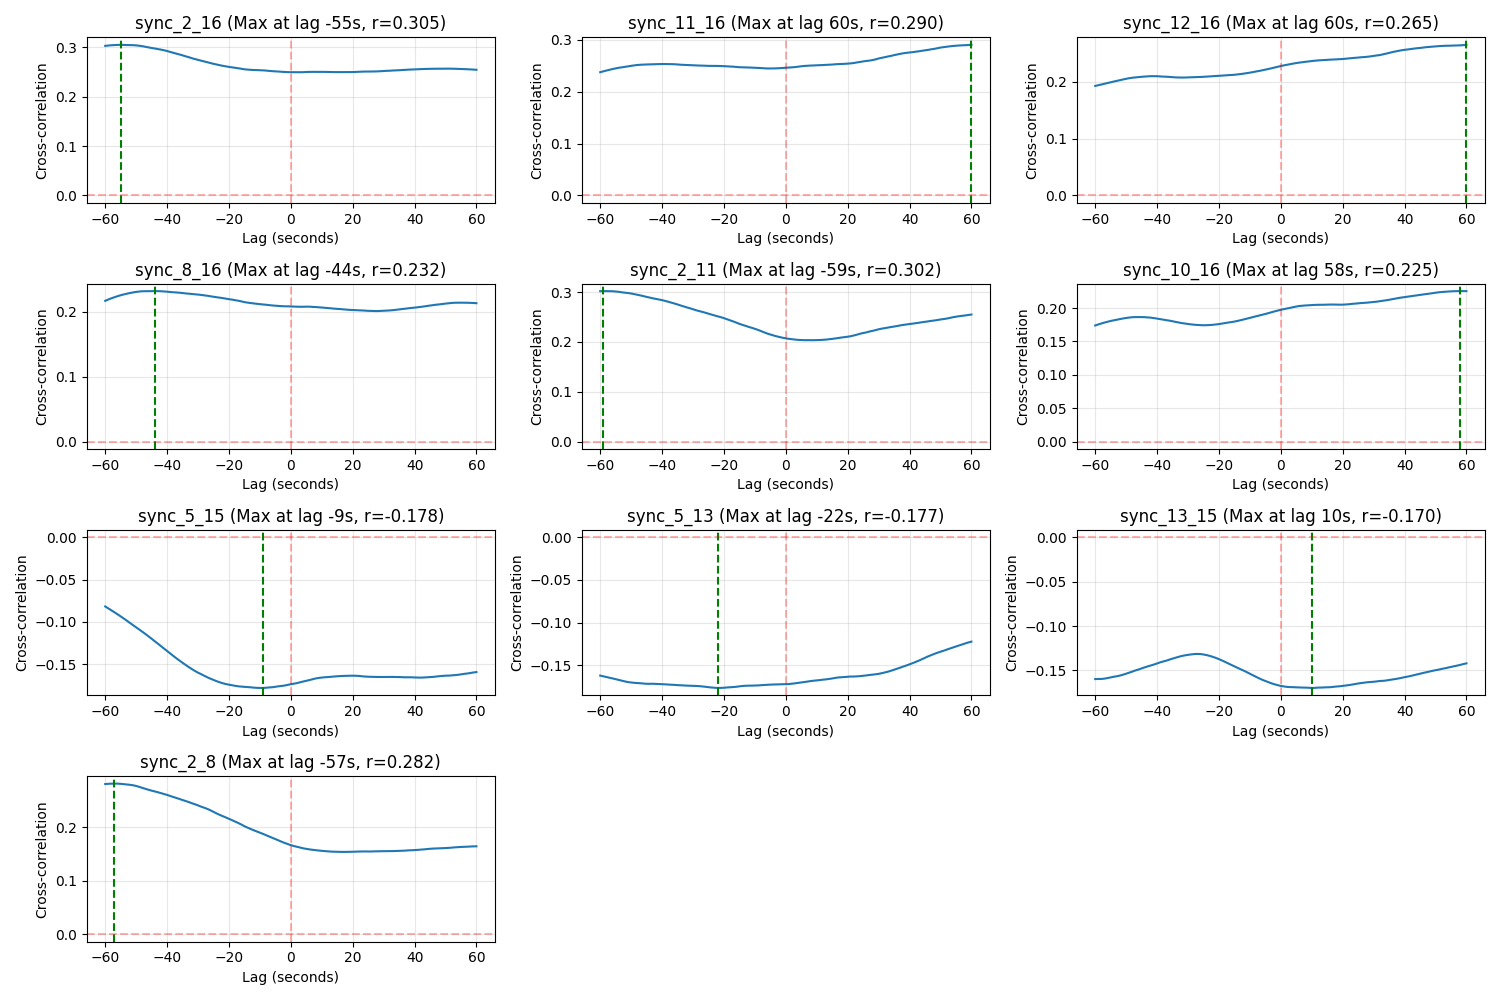 sync_2_16 (Max at lag -55s, r=0.305)
Cross-correlation
0.3
0.2
0.1
0.0
−60 −40 −20 0 20 40 60
Lag (seconds)
sync_11_16 (Max at lag 60s, r=0.290)
Cross-correlation
0.3
0.2
0.1
0.0
−60 −40 −20 0 20 40 60
Lag (seconds)
sync_12_16 (Max at lag 60s, r=0.265)
Cross-correlation
0.2
0.1
0.0
−60 −40 −20 0 20 40 60
Lag (seconds)
sync_8_16 (Max at lag -44s, r=0.232)
Cross-correlation
0.2
0.1
0.0
−60 −40 −20 0 20 40 60
Lag (seconds)
sync_2_11 (Max at lag -59s, r=0.302)
Cross-correlation
0.3
0.2
0.1
0.0
−60 −40 −20 0 20 40 60
Lag (seconds)
sync_10_16 (Max at lag 58s, r=0.225)
Cross-correlation
0.20
0.15
0.10
0.05
0.00
−60 −40 −20 0 20 40 60
Lag (seconds)
sync_5_15 (Max at lag -9s, r=-0.178)
Cross-correlation
0.00
−0.05
−0.10
−0.15
−60 −40 −20 0 20 40 60
Lag (seconds)
sync_5_13 (Max at lag -22s, r=-0.177)
Cross-correlation
0.00
−0.05
−0.10
−0.15
−60 −40 −20 0 20 40 60
Lag (seconds)
sync_13_15 (Max at lag 10s, r=-0.170)
Cross-correlation
0.00
−0.05
−0.10
−0.15
−60 −40 −20 0 20 40 60
Lag (seconds)
sync_2_8 (Max at lag -57s, r=0.282)
Cross-correlation
0.2
0.1
0.0
−60 −40 −20 0 20 40 60
Lag (seconds)